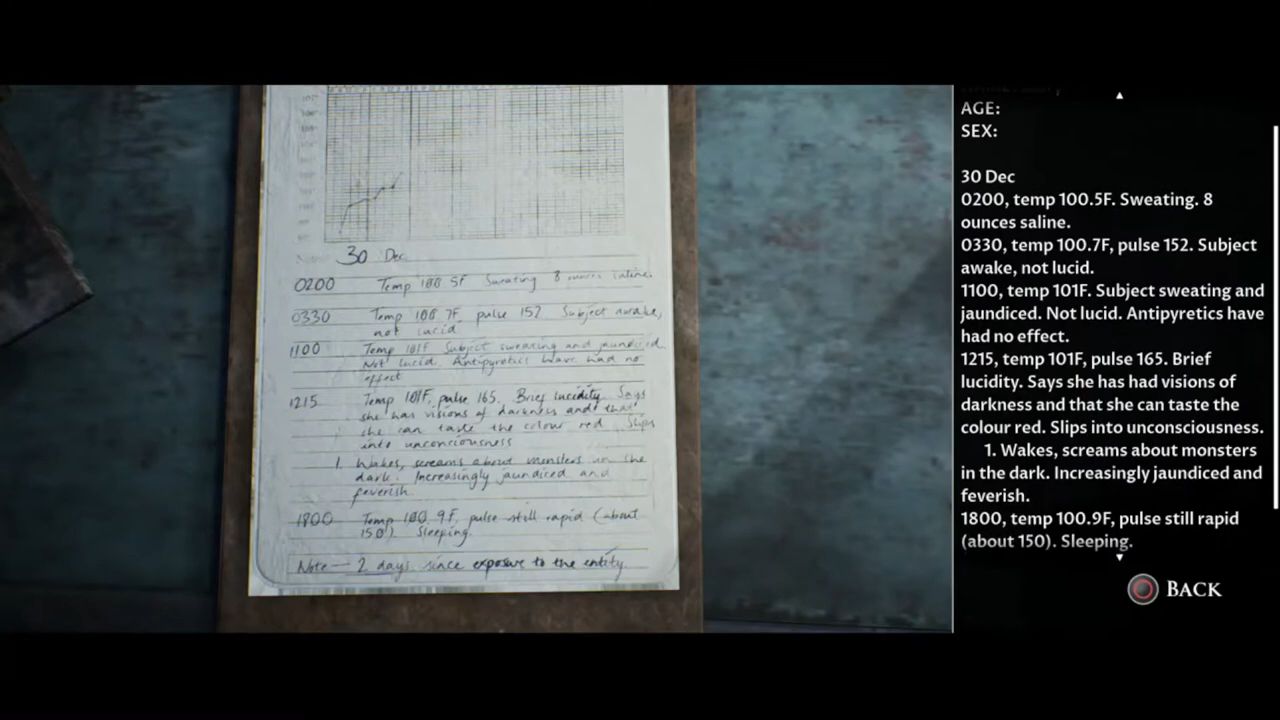 30 Dec
0200 Temp 100 5F Sweating 8 ounces saline.
0330 Temp 100 7F, pulse 152 Subject awake,
not lucid
1100 Temp 101F Subject sweating and jaundiced.
Not lucid. Antipyretics have had no
effect
1215 Temp 101F, pulse 165. Brief lucidity. Says
she has visions of darkness and that
she can taste the colour red Slips
into unconciousness
1. Wakes, screams about monsters in the
dark. Increasingly jaundiced and
feverish
1800 Temp 100 9F, pulse still rapid (about
150). Sleeping.
Note — 2 days since exposure to the entity
AGE:
SEX:
30 Dec
0200, temp 100.5F. Sweating. 8
ounces saline.
0330, temp 100.7F, pulse 152. Subject
awake, not lucid.
1100, temp 101F. Subject sweating and
jaundiced. Not lucid. Antipyretics have
had no effect.
1215, temp 101F, pulse 165. Brief
lucidity. Says she has had visions of
darkness and that she can taste the
colour red. Slips into unconsciousness.
1. Wakes, screams about monsters
in the dark. Increasingly jaundiced and
feverish.
1800, temp 100.9F, pulse still rapid
(about 150). Sleeping.
BACK